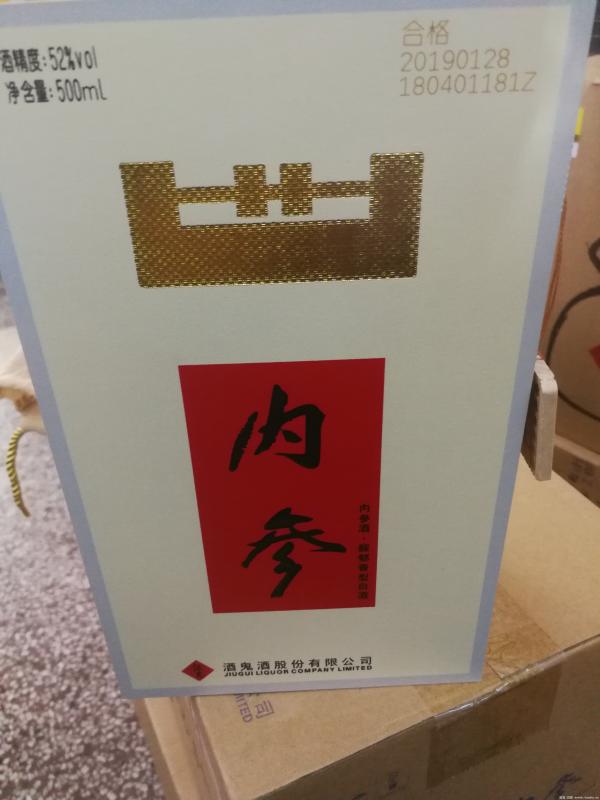 酒精度:52%vol
净含量:500mL
合格
20190128
180401181Z
内参
内参酒·馥郁香型白酒
酒鬼酒股份有限公司
JIUGUI LIQUOR COMPANY LIMITED